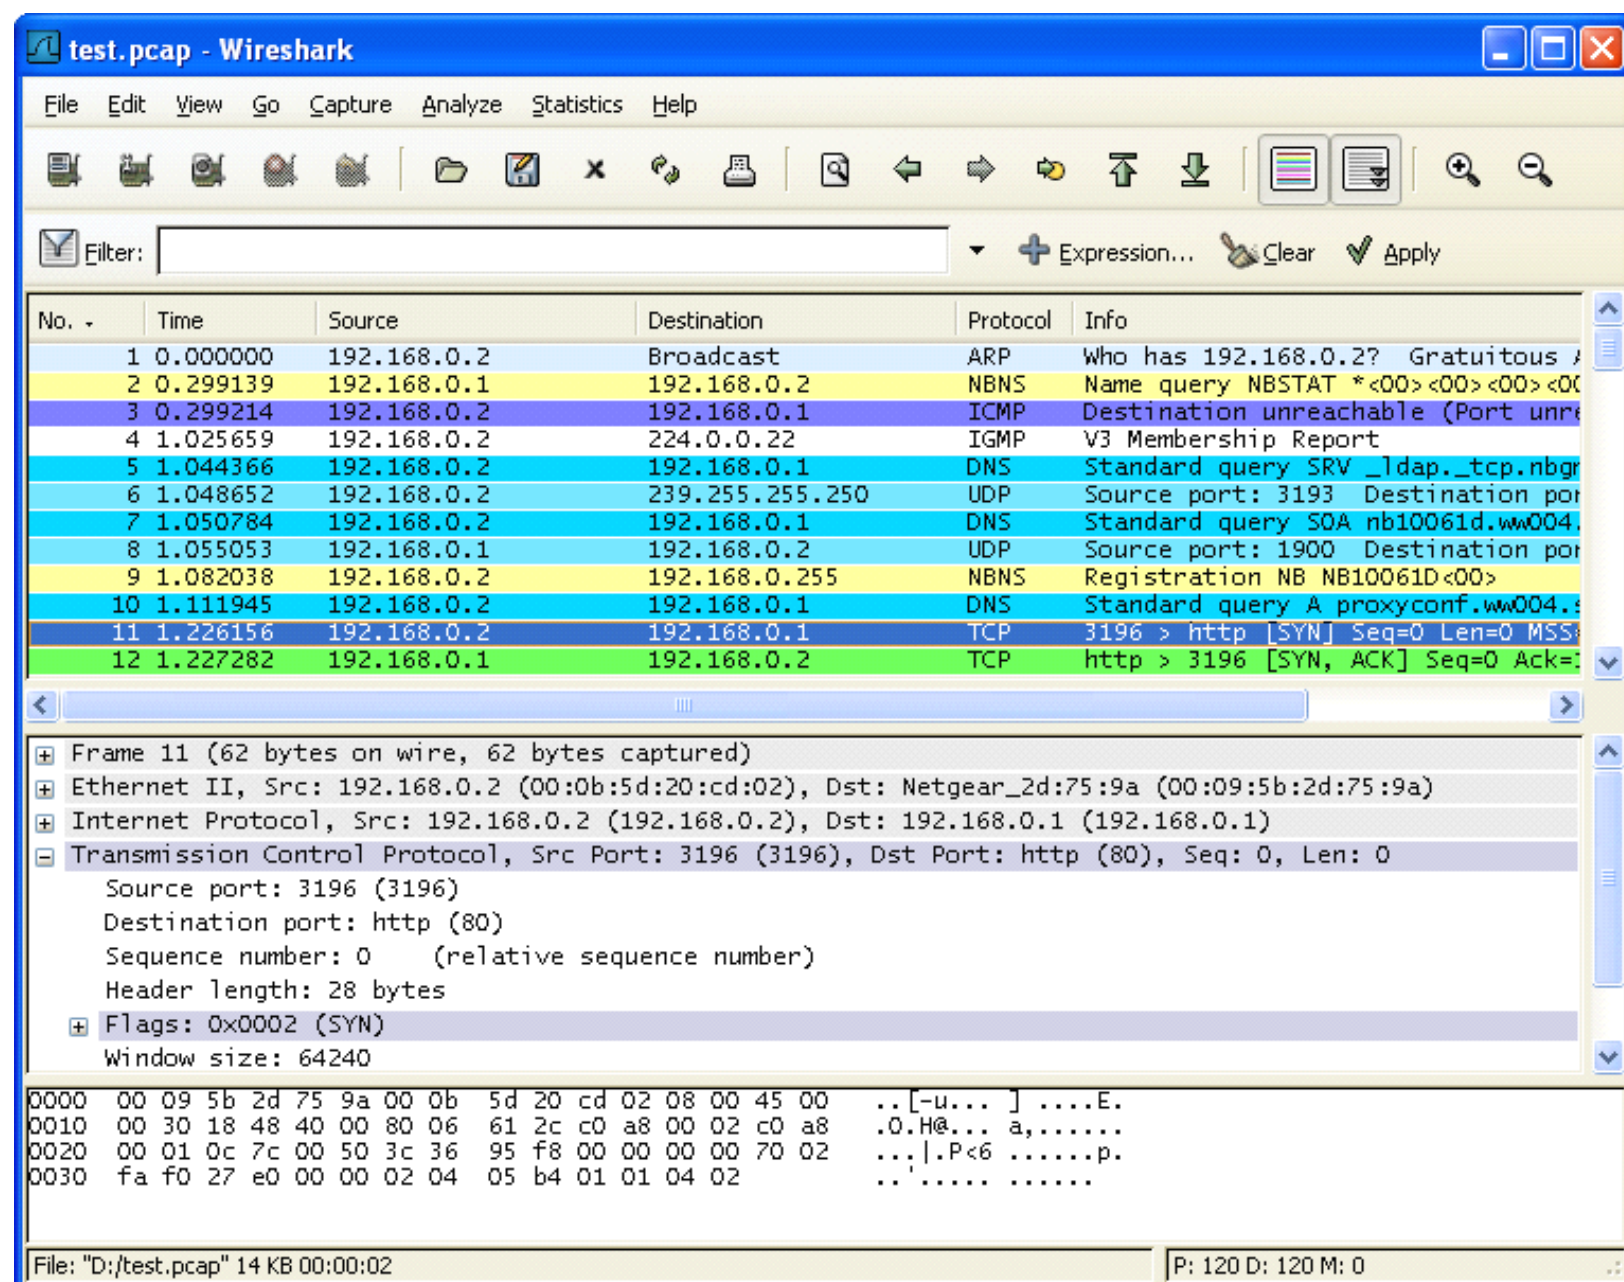 test.pcap - Wireshark
File Edit View Go Capture Analyze Statistics Help
Filter: Expression... Clear Apply
No. Time Source Destination Protocol Info
1 0.000000 192.168.0.2 Broadcast ARP Who has 192.168.0.2? Gratuitous
2 0.299139 192.168.0.1 192.168.0.2 NBNS Name query NBSTAT *<00><00><00><00
3 0.299214 192.168.0.2 192.168.0.1 ICMP Destination unreachable (Port unre
4 1.025659 192.168.0.2 224.0.0.22 IGMP V3 Membership Report
5 1.044366 192.168.0.2 192.168.0.1 DNS Standard query SRV _ldap._tcp.nbg
6 1.048652 192.168.0.2 239.255.255.250 UDP Source port: 3193 Destination por
7 1.050784 192.168.0.2 192.168.0.1 DNS Standard query SOA nb10061d.ww004.
8 1.055053 192.168.0.1 192.168.0.2 UDP Source port: 1900 Destination por
9 1.082038 192.168.0.2 192.168.0.255 NBNS Registration NB NB10061D<00>
10 1.111945 192.168.0.2 192.168.0.1 DNS Standard query A proxyconf.ww004.s
11 1.226156 192.168.0.2 192.168.0.1 TCP 3196 > http [SYN] Seq=0 Len=0 MSS=
12 1.227282 192.168.0.1 192.168.0.2 TCP http > 3196 [SYN, ACK] Seq=0 Ack=1
Frame 11 (62 bytes on wire, 62 bytes captured)
Ethernet II, Src: 192.168.0.2 (00:0b:5d:20:cd:02), Dst: Netgear_2d:75:9a (00:09:5b:2d:75:9a)
Internet Protocol, Src: 192.168.0.2 (192.168.0.2), Dst: 192.168.0.1 (192.168.0.1)
Transmission Control Protocol, Src Port: 3196 (3196), Dst Port: http (80), Seq: 0, Len: 0
Source port: 3196 (3196)
Destination port: http (80)
Sequence number: 0 (relative sequence number)
Header length: 28 bytes
Flags: 0x0002 (SYN)
Window size: 64240
0000 00 09 5b 2d 75 9a 00 0b 5d 20 cd 02 08 00 45 00 ..[-u... ] ....E.
0010 00 30 18 48 40 00 80 06 61 2c c0 a8 00 02 c0 a8 .0.H@... a,......
0020 00 01 0c 7c 00 50 3c 36 95 f8 00 00 00 00 70 02 ...|.P<6 ......p.
0030 fa f0 27 e0 00 00 02 04 05 b4 01 01 04 02 ..'..... ......
File: "D:/test.pcap" 14 KB 00:00:02 P: 120 D: 120 M: 0